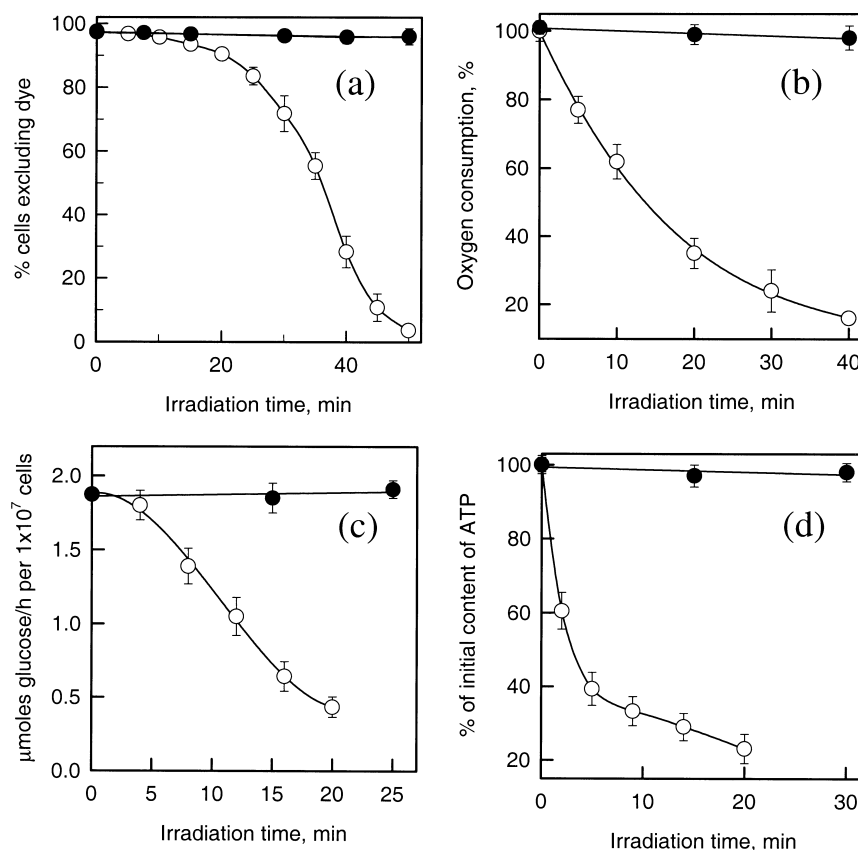 100
80
60
40
20
0
% cells excluding dye
(a)
0 20 40
Irradiation time, min
100
80
60
40
20
Oxygen consumption, %
(b)
0 10 20 30 40
Irradiation time, min
2.0
1.5
1.0
0.5
0.0
μmoles glucose/h per 1x10⁷ cells
(c)
0 5 10 15 20 25
Irradiation time, min
100
80
60
40
20
% of initial content of ATP
(d)
0 10 20 30
Irradiation time, min